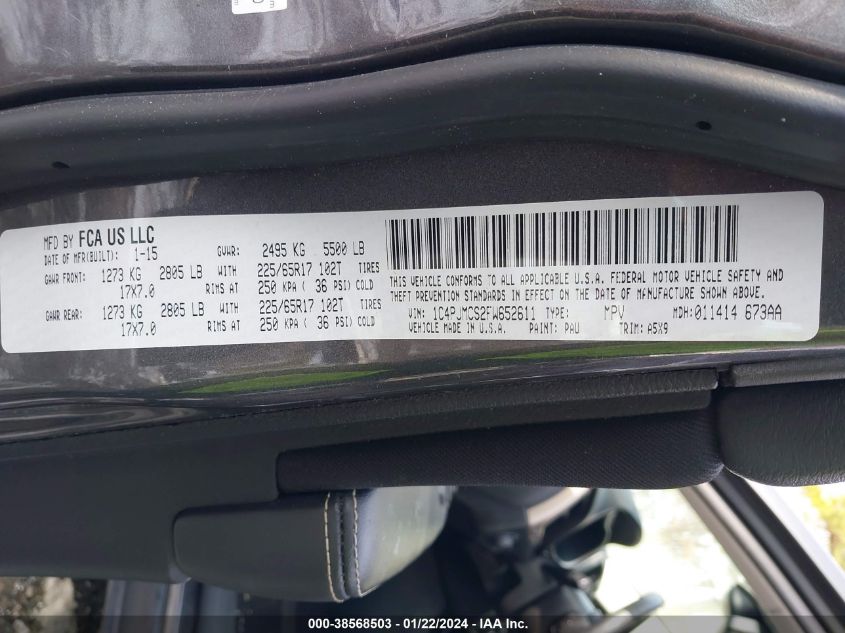 MFD BY FCA US LLC
DATE OF MFR(BUILT): 1-15 GVWR: 2495 KG 5500 LB
GAWR FRONT: 1273 KG 2805 LB WITH 225/65R17 102T TIRES
17X7.0 RIMS AT 250 KPA ( 36 PSI) COLD
GAWR REAR: 1273 KG 2805 LB WITH 225/65R17 102T TIRES
17X7.0 RIMS AT 250 KPA ( 36 PSI) COLD
THIS VEHICLE CONFORMS TO ALL APPLICABLE U.S.A. FEDERAL MOTOR VEHICLE SAFETY AND
THEFT PREVENTION STANDARDS IN EFFECT ON THE DATE OF MANUFACTURE SHOWN ABOVE.
VIN: 1C4PJMCS2FW652611 TYPE: MPV MDH: 011414 673AA
MADE IN U.S.A. PAINT: PAU TRIM: A5X9
000-38568503 - 01/22/2024 - IAA Inc.